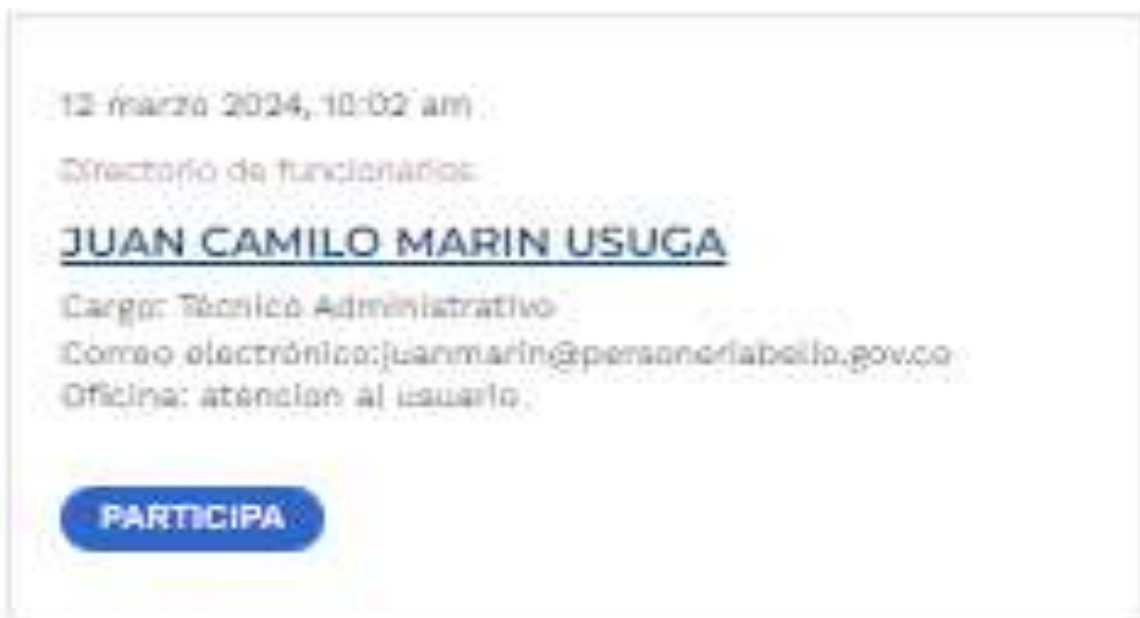 12 marzo 2024, 10:02 am
Directorio de funcionarios
JUAN CAMILO MARIN USUGA
Cargo: Técnico Administrativo
Correo electrónico:juanmarin@personeriabello.gov.co
Oficina: atencion al usuario.
PARTICIPA